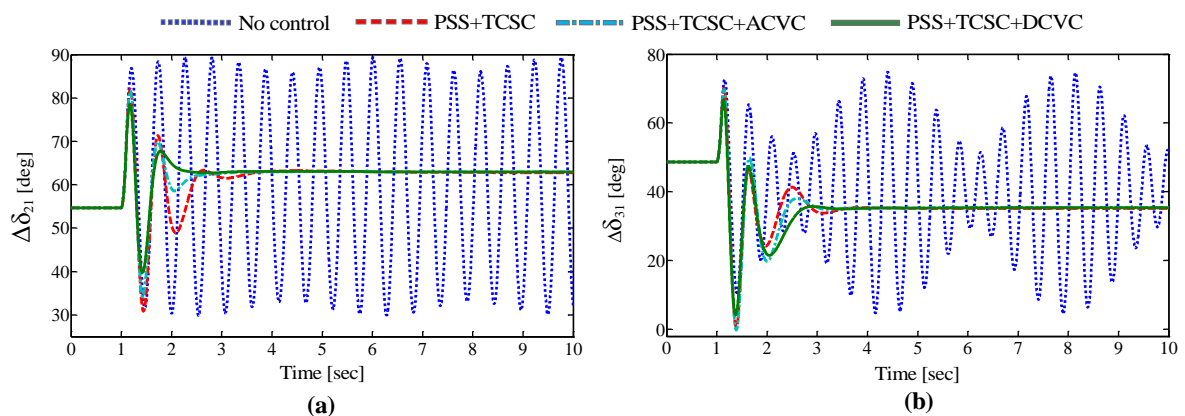 No control PSS+TCSC PSS+TCSC+ACVC PSS+TCSC+DCVC
90
80
70
60
50
40
30
Δδ21 [deg]
0 1 2 3 4 5 6 7 8 9 10
Time [sec]
(a)
80
60
40
20
0
Δδ31 [deg]
0 1 2 3 4 5 6 7 8 9 10
Time [sec]
(b)